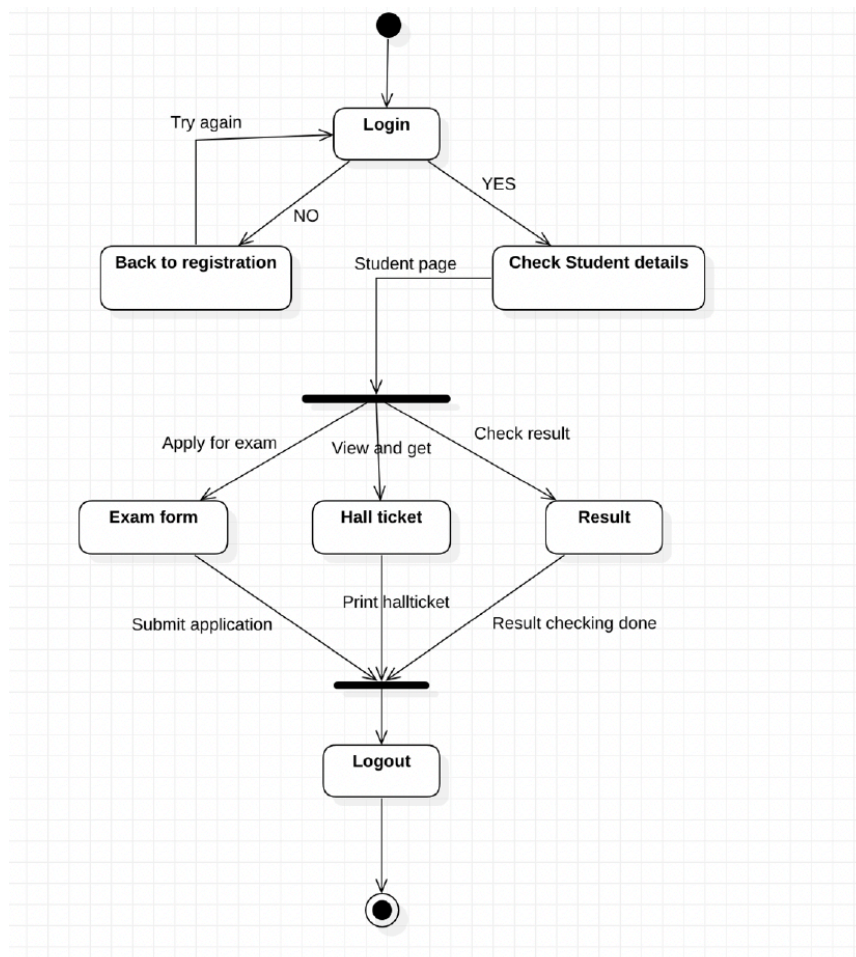 Login
Try again
YES
NO
Back to registration
Check Student details
Student page
Apply for exam
View and get
Check result
Exam form
Hall ticket
Result
Print hallticket
Submit application
Result checking done
Logout